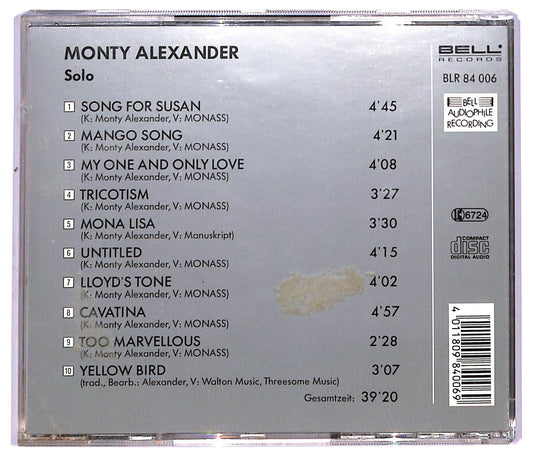 MONTY ALEXANDER
Solo
1 SONG FOR SUSAN 4'45
(K: Monty Alexander, V: MONASS)
2 MANGO SONG 4'21
(K: Monty Alexander, V: MONASS)
3 MY ONE AND ONLY LOVE 4'08
(K: Monty Alexander, V: MONASS)
4 TRICOTISM 3'27
(K: Monty Alexander, V: MONASS)
5 MONA LISA 3'30
(K: Monty Alexander, V: Manuskript)
6 UNTITLED 4'15
(K: Monty Alexander, V: MONASS)
7 LLOYD'S TONE 4'02
(K: Monty Alexander, V: MONASS)
8 CAVATINA 4'57
(K: Monty Alexander, V: MONASS)
9 TOO MARVELLOUS 2'28
(K: Monty Alexander, V: MONASS)
10 YELLOW BIRD 3'07
(trad., Bearb.: Alexander, V: Walton Music, Threesome Music)
Gesamtzeit: 39'20
BELL
RECORDS
BLR 84 006
BELL
AUDIOPHILE
RECORDING
LC 6724
COMPACT
disc
DIGITAL AUDIO
4 011809 840069